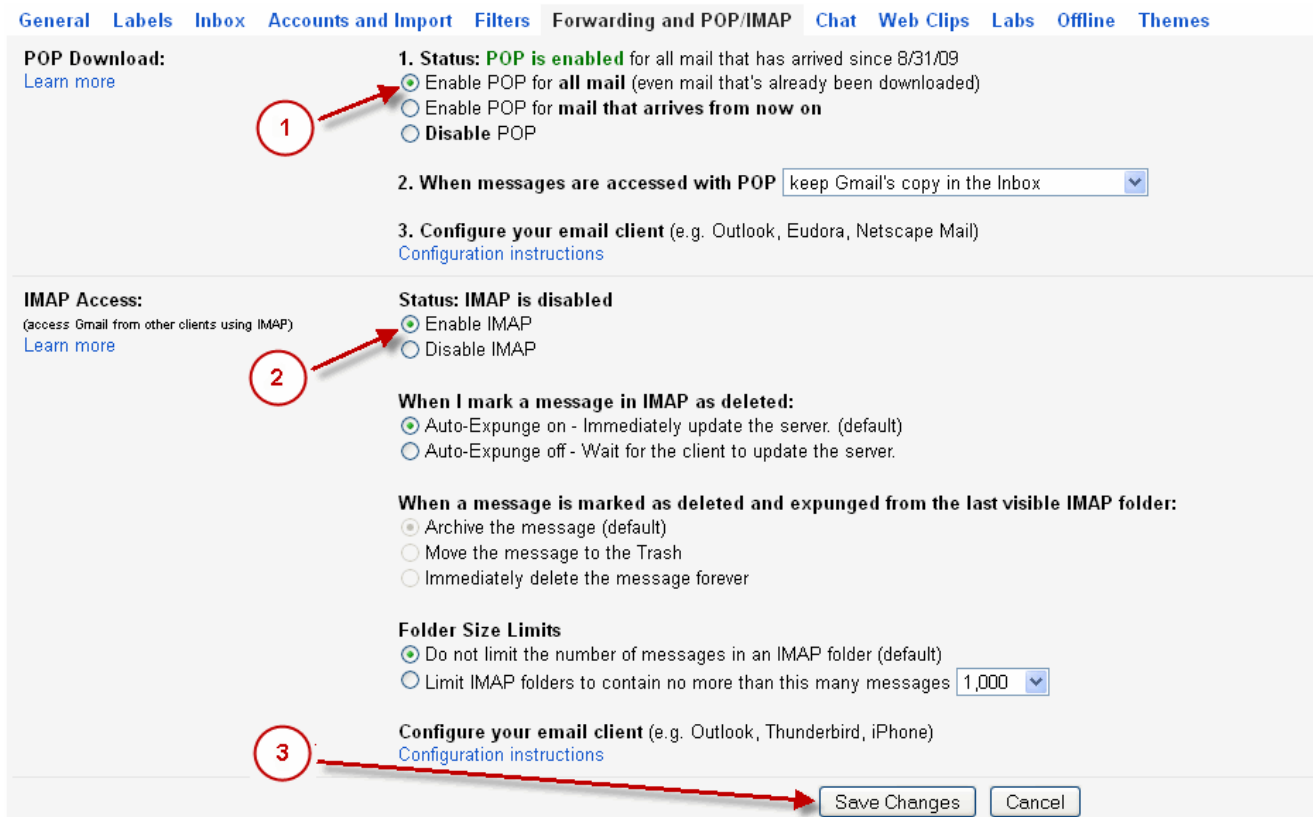 General Labels Inbox Accounts and Import Filters Forwarding and POP/IMAP Chat Web Clips Labs Offline Themes
POP Download:
Learn more
1. Status: POP is enabled for all mail that has arrived since 8/31/09
Enable POP for all mail (even mail that's already been downloaded)
Enable POP for mail that arrives from now on
Disable POP
1
2. When messages are accessed with POP keep Gmail's copy in the Inbox
3. Configure your email client (e.g. Outlook, Eudora, Netscape Mail)
Configuration instructions
IMAP Access:
(access Gmail from other clients using IMAP)
Learn more
Status: IMAP is disabled
Enable IMAP
Disable IMAP
2
When I mark a message in IMAP as deleted:
Auto-Expunge on - Immediately update the server. (default)
Auto-Expunge off - Wait for the client to update the server.
When a message is marked as deleted and expunged from the last visible IMAP folder:
Archive the message (default)
Move the message to the Trash
Immediately delete the message forever
Folder Size Limits
Do not limit the number of messages in an IMAP folder (default)
Limit IMAP folders to contain no more than this many messages 1,000
Configure your email client (e.g. Outlook, Thunderbird, iPhone)
Configuration instructions
3
Save Changes Cancel